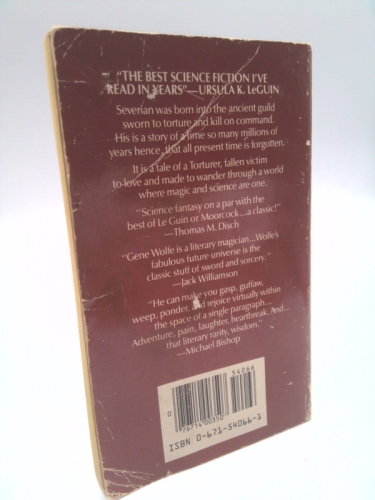 "THE BEST SCIENCE FICTION I'VE
READ IN YEARS"—URSULA K. LeGUIN
Severian was born into the ancient guild
sworn to torture and kill on command.
His is a story of a time so many millions of
years hence, that all present time is forgotten.
It is a tale of a Torturer, fallen victim
to love and made to wander through a world
where magic and science are one.
"Science fantasy on a par with the
best of Le Guin or Moorcock...a classic!"
—Thomas M. Disch
"Gene Wolfe is a literary magician...Wolfe's
fabulous future universe is the
classic stuff of sword and sorcery."
—Jack Williamson
"He can make you gasp, guffaw,
weep, ponder, and rejoice virtually within
the space of a single paragraph...
Adventure, pain, laughter, heartbreak. And...
that literary rarity, wisdom."
—Michael Bishop
54066
0 76714 00350
ISBN 0-671-54066-1